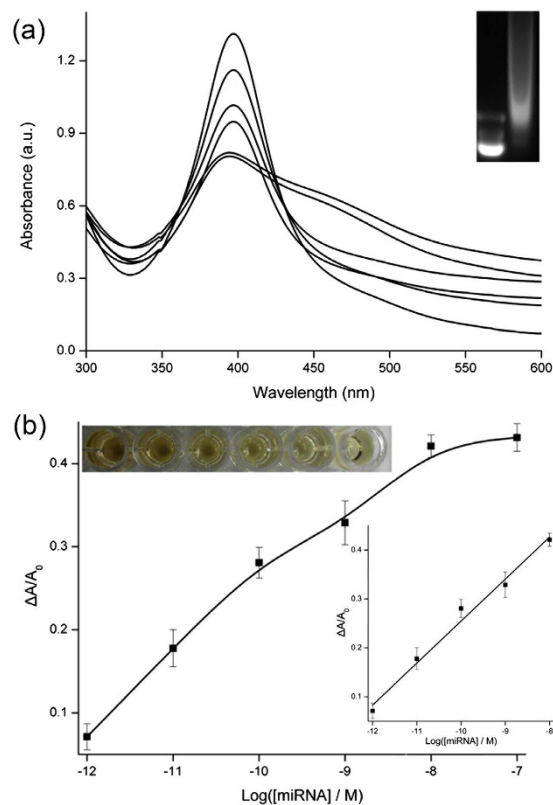 (a)
1.2
0.9
0.6
0.3
0.0
Absorbance (a.u.)
300 350 400 450 500 550 600
Wavelength (nm)
(b)
0.4
0.3
0.2
0.1
ΔA/A0
-12 -11 -10 -9 -8 -7
Log([miRNA] / M)
0.4
0.3
0.2
0.1
0.0
ΔA/A0
-12 -11 -10 -9 -8
Log([miRNA] / M)